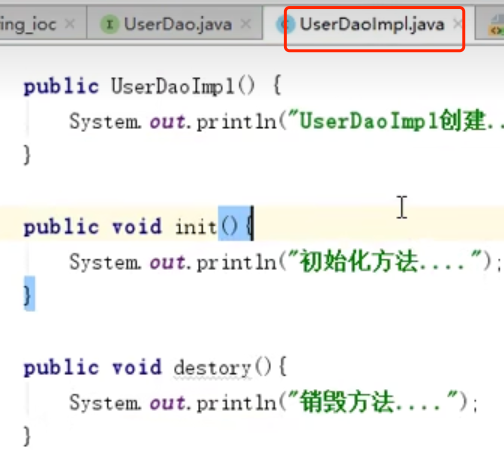 ing_ioc × UserDao.java × UserDaoImpl.java ×
public UserDaoImpl() {
System.out.println("UserDaoImpl创建..
}
public void init(){
System.out.println("初始化方法....");
}
public void destory(){
System.out.println("销毁方法....");
}